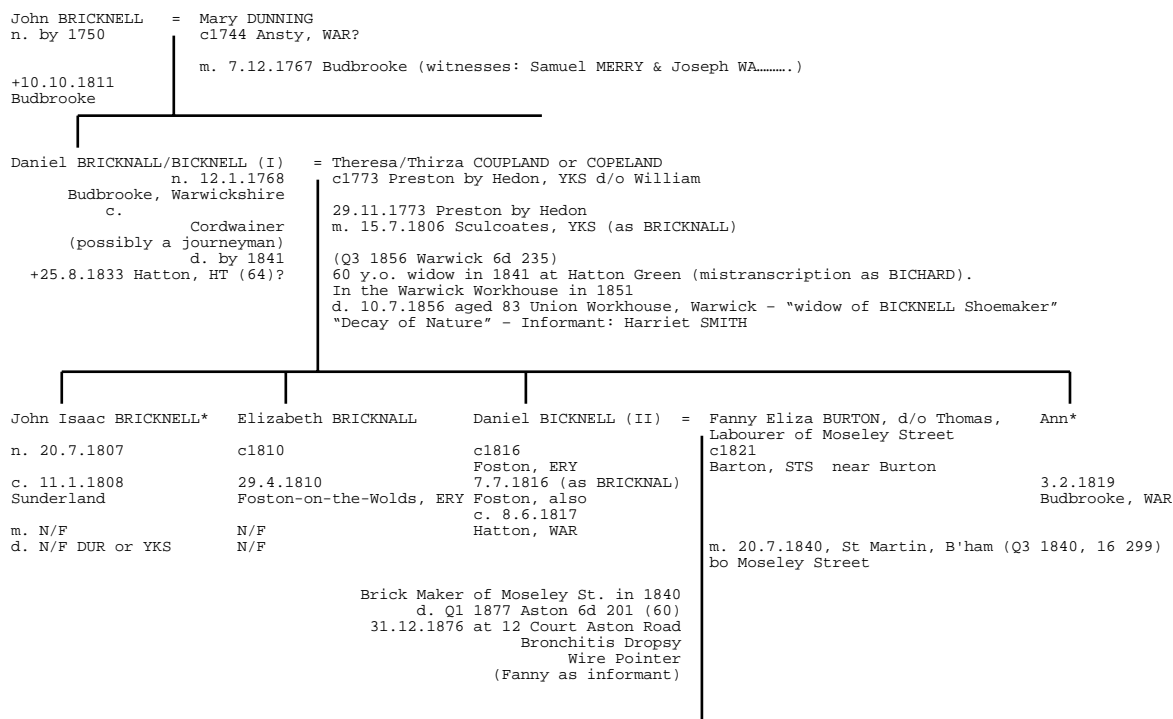 John BRICKNELL = Mary DUNNING
n. by 1750 c1744 Ansty, WAR?
m. 7.12.1767 Budbrooke (witnesses: Samuel MERRY & Joseph WA……….)
+10.10.1811
Budbrooke
Daniel BRICKNALL/BICKNELL (I) = Theresa/Thirza COUPLAND or COPELAND
n. 12.1.1768 c1773 Preston by Hedon, YKS d/o William
Budbrooke, Warwickshire
c. 29.11.1773 Preston by Hedon
Cordwainer m. 15.7.1806 Sculcoates, YKS (as BRICKNALL)
(possibly a journeyman)
d. by 1841 (Q3 1856 Warwick 6d 235)
+25.8.1833 Hatton, HT (64)? 60 y.o. widow in 1841 at Hatton Green (mistranscription as BICHARD).
In the Warwick Workhouse in 1851
d. 10.7.1856 aged 83 Union Workhouse, Warwick – “widow of BICKNELL Shoemaker”
“Decay of Nature” – Informant: Harriet SMITH
John Isaac BRICKNELL* Elizabeth BRICKNALL Daniel BICKNELL (II) = Fanny Eliza BURTON, d/o Thomas, Ann*
Labourer of Moseley Street
n. 20.7.1807 c1810 c1816 c1821
Foston, ERY Barton, STS near Burton
c. 11.1.1808 29.4.1810 7.7.1816 (as BRICKNAL) 3.2.1819
Sunderland Foston-on-the-Wolds, ERY Foston, also Budbrooke, WAR
c. 8.6.1817
m. N/F N/F Hatton, WAR
d. N/F DUR or YKS N/F m. 20.7.1840, St Martin, B'ham (Q3 1840, 16 299)
bo Moseley Street
Brick Maker of Moseley St. in 1840
d. Q1 1877 Aston 6d 201 (60)
31.12.1876 at 12 Court Aston Road
Bronchitis Dropsy
Wire Pointer
(Fanny as informant)